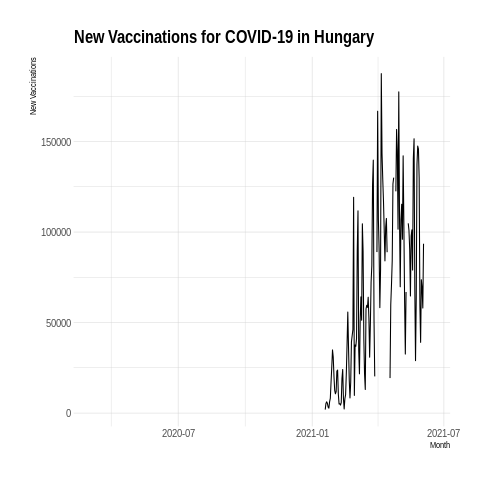 New Vaccinations for COVID-19 in Hungary
New Vaccinations
150000
100000
50000
0
2020-07
2021-01
2021-07
Month